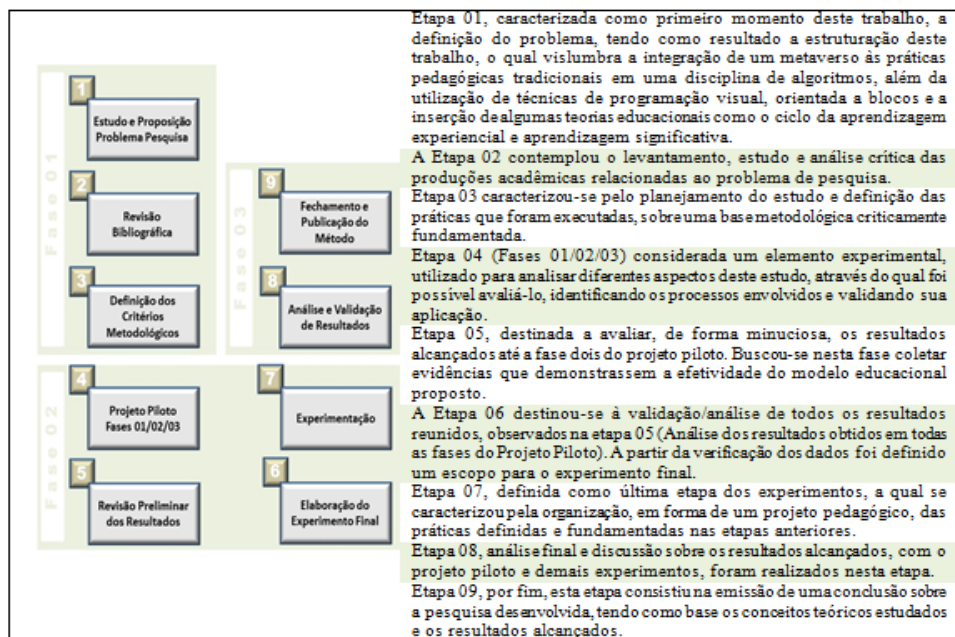 Fase 01
1
Estudo e Proposição
Problema Pesquisa
2
Revisão
Bibliográfica
3
Definição dos
Critérios
Metodológicos
Fase 03
9
Fechamento e
Publicação do
Método
8
Análise e Validação
de Resultados
Fase 02
4
Projeto Piloto
Fases 01/02/03
7
Experimentação
5
Revisão Preliminar
dos Resultados
6
Elaboração do
Experimento Final
Etapa 01, caracterizada como primeiro momento deste trabalho, a
definição do problema, tendo como resultado a estruturação deste
trabalho, o qual vislumbra a integração de um metaverso às práticas
pedagógicas tradicionais em uma disciplina de algoritmos, além da
utilização de técnicas de programação visual, orientada a blocos e a
inserção de algumas teorias educacionais como o ciclo da aprendizagem
experiencial e aprendizagem significativa.
A Etapa 02 contemplou o levantamento, estudo e análise crítica das
produções acadêmicas relacionadas ao problema de pesquisa.
Etapa 03 caracterizou-se pelo planejamento do estudo e definição das
práticas que foram executadas, sobre uma base metodológica criticamente
fundamentada.
Etapa 04 (Fases 01/02/03) considerada um elemento experimental,
utilizado para analisar diferentes aspectos deste estudo, através do qual foi
possível avaliá-lo, identificando os processos envolvidos e validando sua
aplicação.
Etapa 05, destinada a avaliar, de forma minuciosa, os resultados
alcançados até a fase dois do projeto piloto. Buscou-se nesta fase coletar
evidências que demonstrassem a efetividade do modelo educacional
proposto.
A Etapa 06 destinou-se à validação/análise de todos os resultados
reunidos, observados na etapa 05 (Análise dos resultados obtidos em todas
as fases do Projeto Piloto). A partir da verificação dos dados foi definido
um escopo para o experimento final.
Etapa 07, definida como última etapa dos experimentos, a qual se
caracterizou pela organização, em forma de um projeto pedagógico, das
práticas definidas e fundamentadas nas etapas anteriores.
Etapa 08, análise final e discussão sobre os resultados alcançados, com o
projeto piloto e demais experimentos, foram realizados nesta etapa.
Etapa 09, por fim, esta etapa consistiu na emissão de uma conclusão sobre
a pesquisa desenvolvida, tendo como base os conceitos teóricos estudados
e os resultados alcançados.